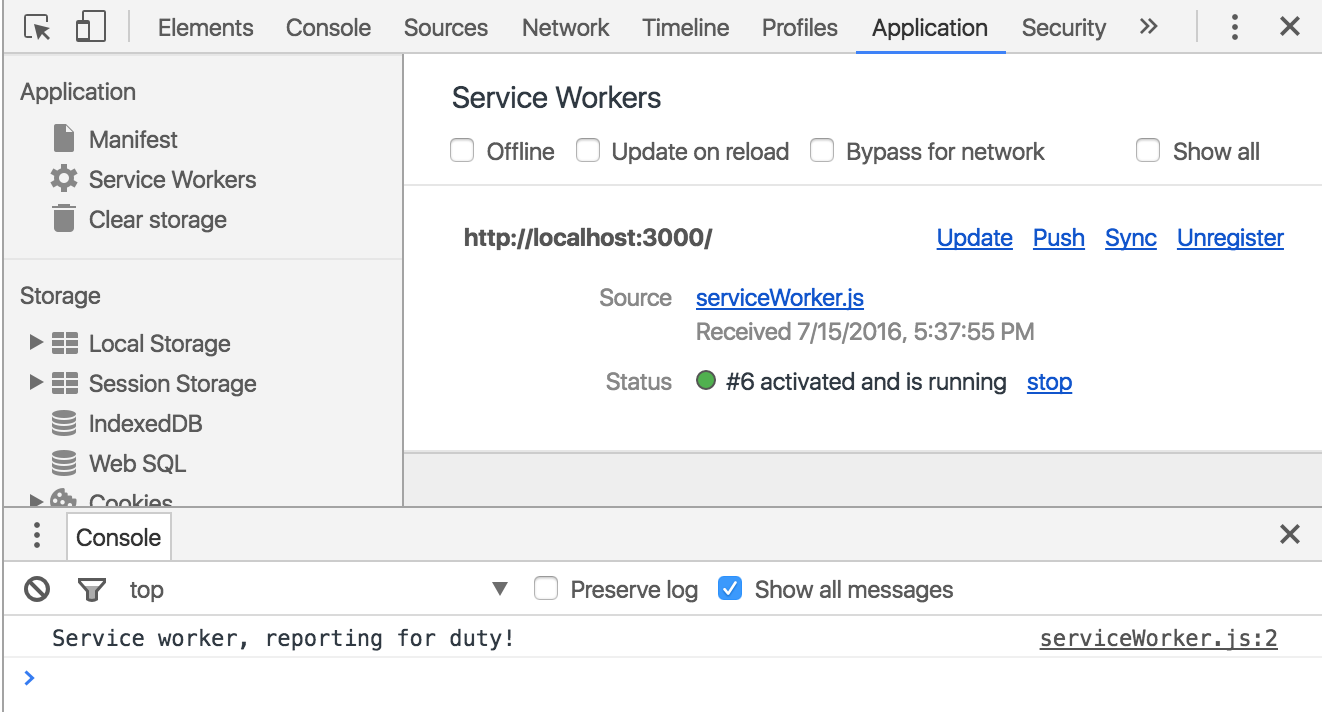 Elements Console Sources Network Timeline Profiles Application Security »
Application
Manifest
Service Workers
Clear storage
Storage
Local Storage
Session Storage
IndexedDB
Web SQL
Cookies
Service Workers
Offline Update on reload Bypass for network Show all
http://localhost:3000/ Update Push Sync Unregister
Source serviceWorker.js
Received 7/15/2016, 5:37:55 PM
Status #6 activated and is running stop
Console
top Preserve log Show all messages
Service worker, reporting for duty! serviceWorker.js:2